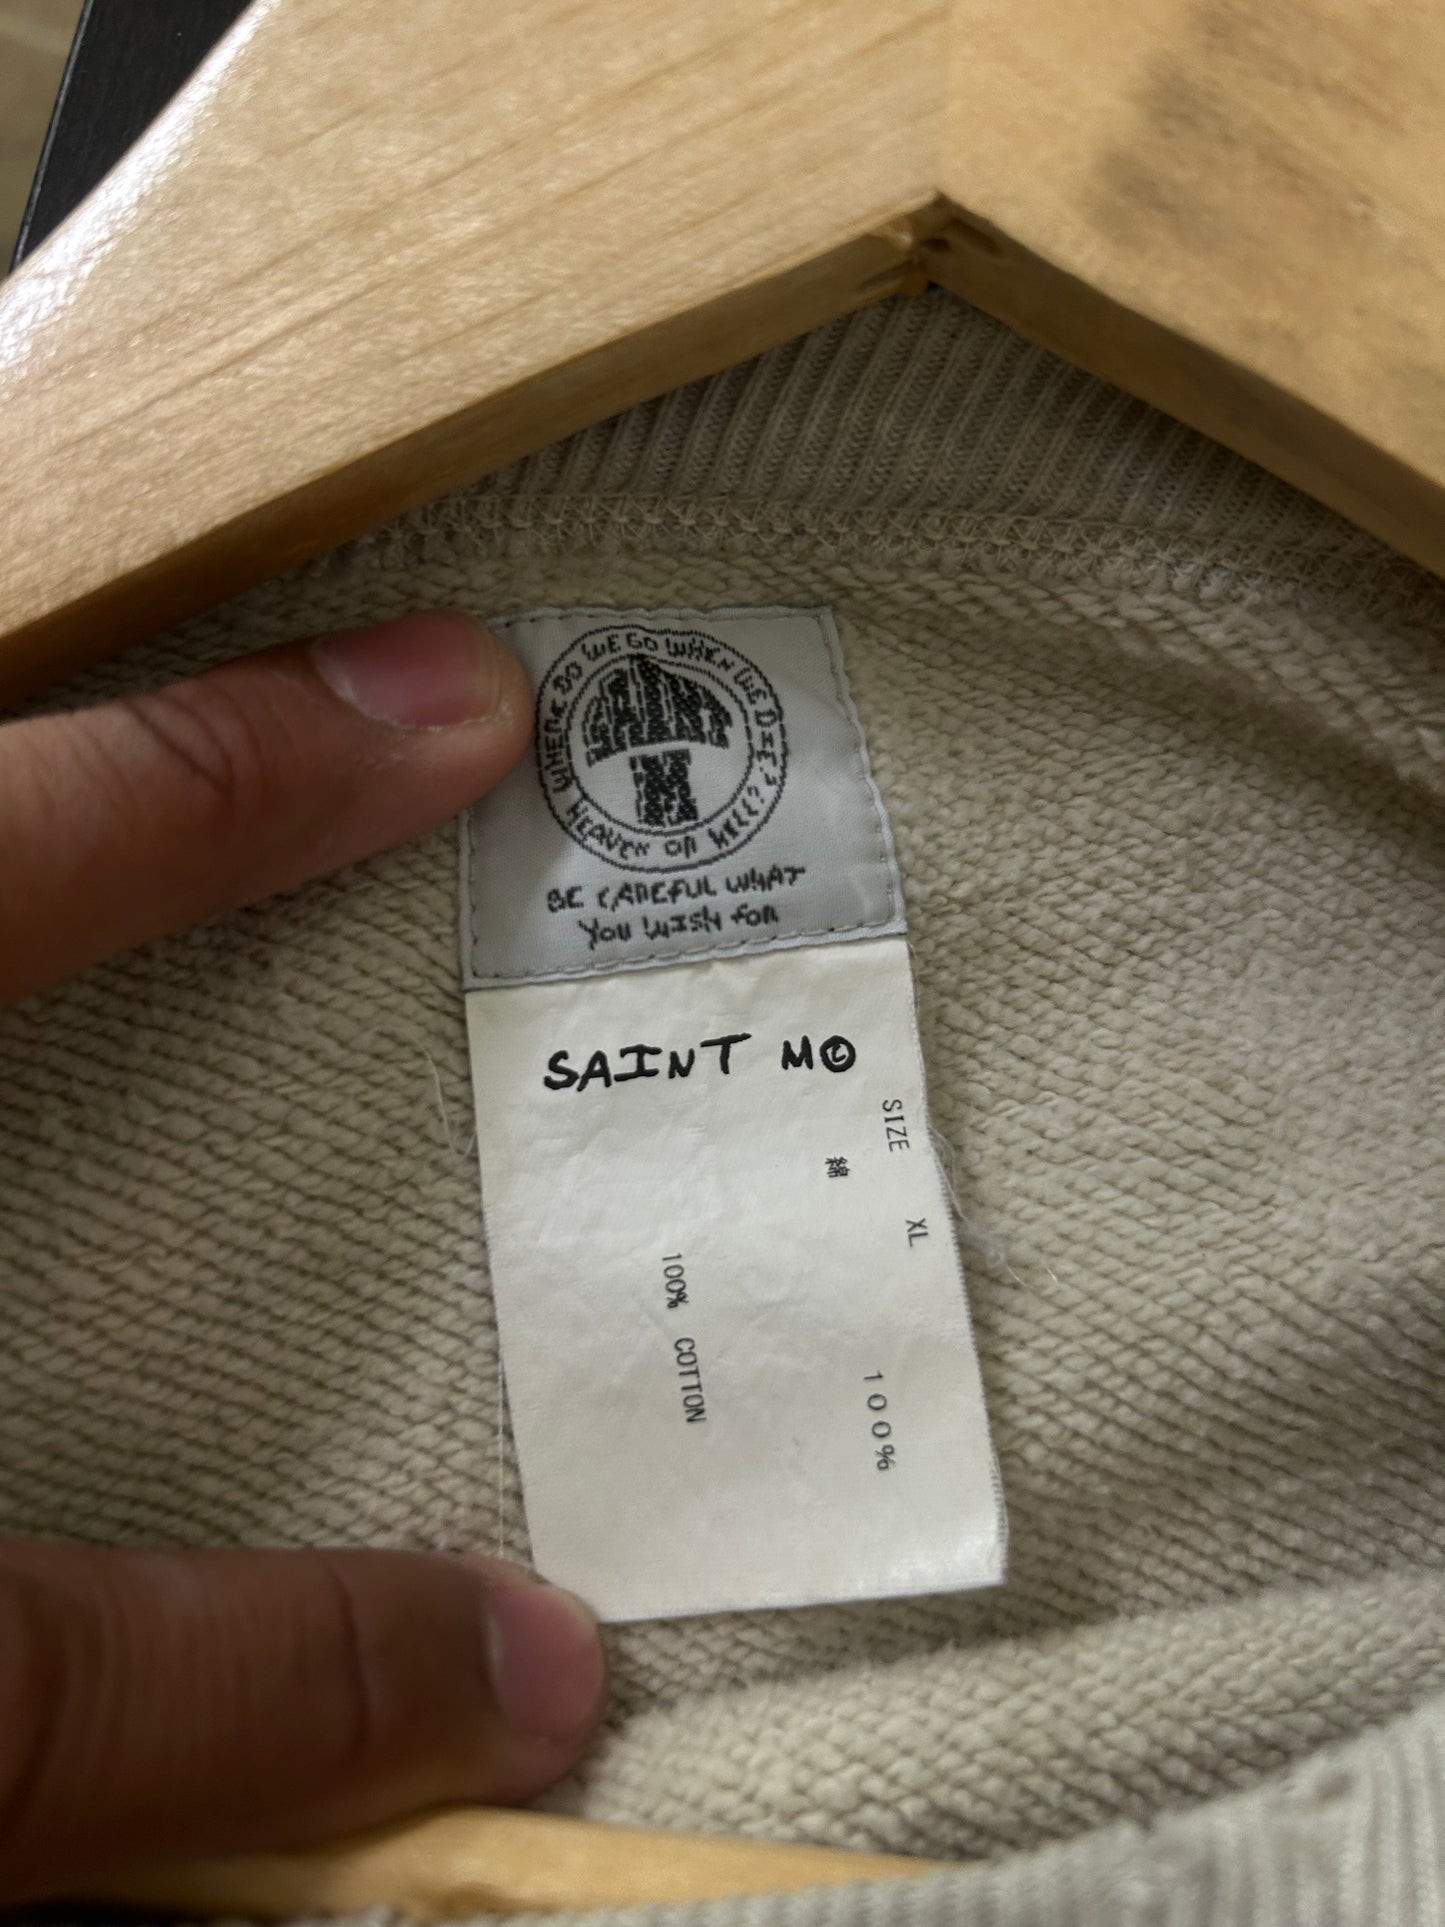 WHERE DO WE GO WHEN WE DIE?
HEAVEN OR HELL?
SAINT
M
BE CAREFUL WHAT
YOU WISH FOR
SAINT M©
SIZE XL
綿 100%
100% COTTON